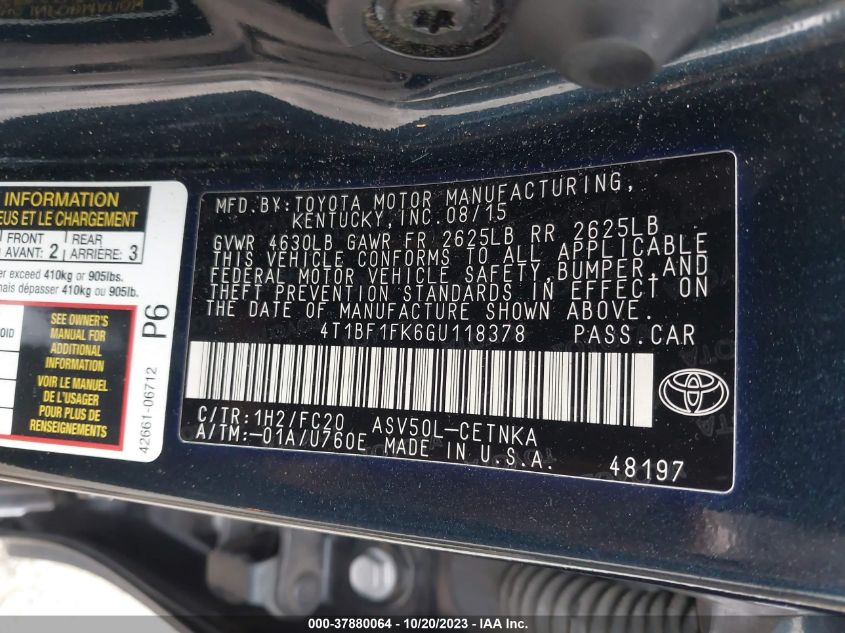 INFORMATION
EUS ET LE CHARGEMENT
FRONT
AVANT: 2
REAR
ARRIÈRE: 3
er exceed 410kg or 905lbs.
mais dépasser 410kg ou 905lb.
OID
SEE OWNER'S
MANUAL FOR
ADDITIONAL
INFORMATION
VOIR LE MANUEL
DE L'USAGER
POUR PLUS DE
RENSEIGNEMENTS
P6
42661-06712
MFD.BY:TOYOTA MOTOR MANUFACTURING,
KENTUCKY,INC.08/15
GVWR 4630LB GAWR FR 2625LB RR 2625LB
THIS VEHICLE CONFORMS TO ALL APPLICABLE
FEDERAL MOTOR VEHICLE SAFETY,BUMPER,AND
THEFT PREVENTION STANDARDS IN EFFECT ON
THE DATE OF MANUFACTURE SHOWN ABOVE.
4T1BF1FK6GU118378 PASS.CAR
C/TR:1H2/FC20 ASV50L-CETNKA
A/TM:-01A/U760E MADE IN U.S.A.
48197
000-37880064 - 10/20/2023 - IAAI.COM